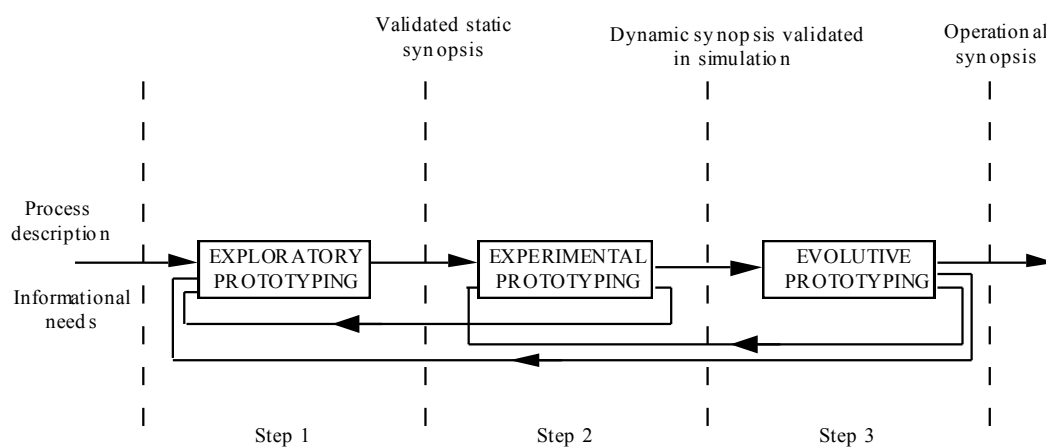 Validated static
synopsis
Dynamic synopsis validated
in simulation
Operational
synopsis
Process
description
Informational
needs
EXPLORATORY
PROTOTYPING
EXPERIMENTAL
PROTOTYPING
EVOLUTIVE
PROTOTYPING
Step 1
Step 2
Step 3